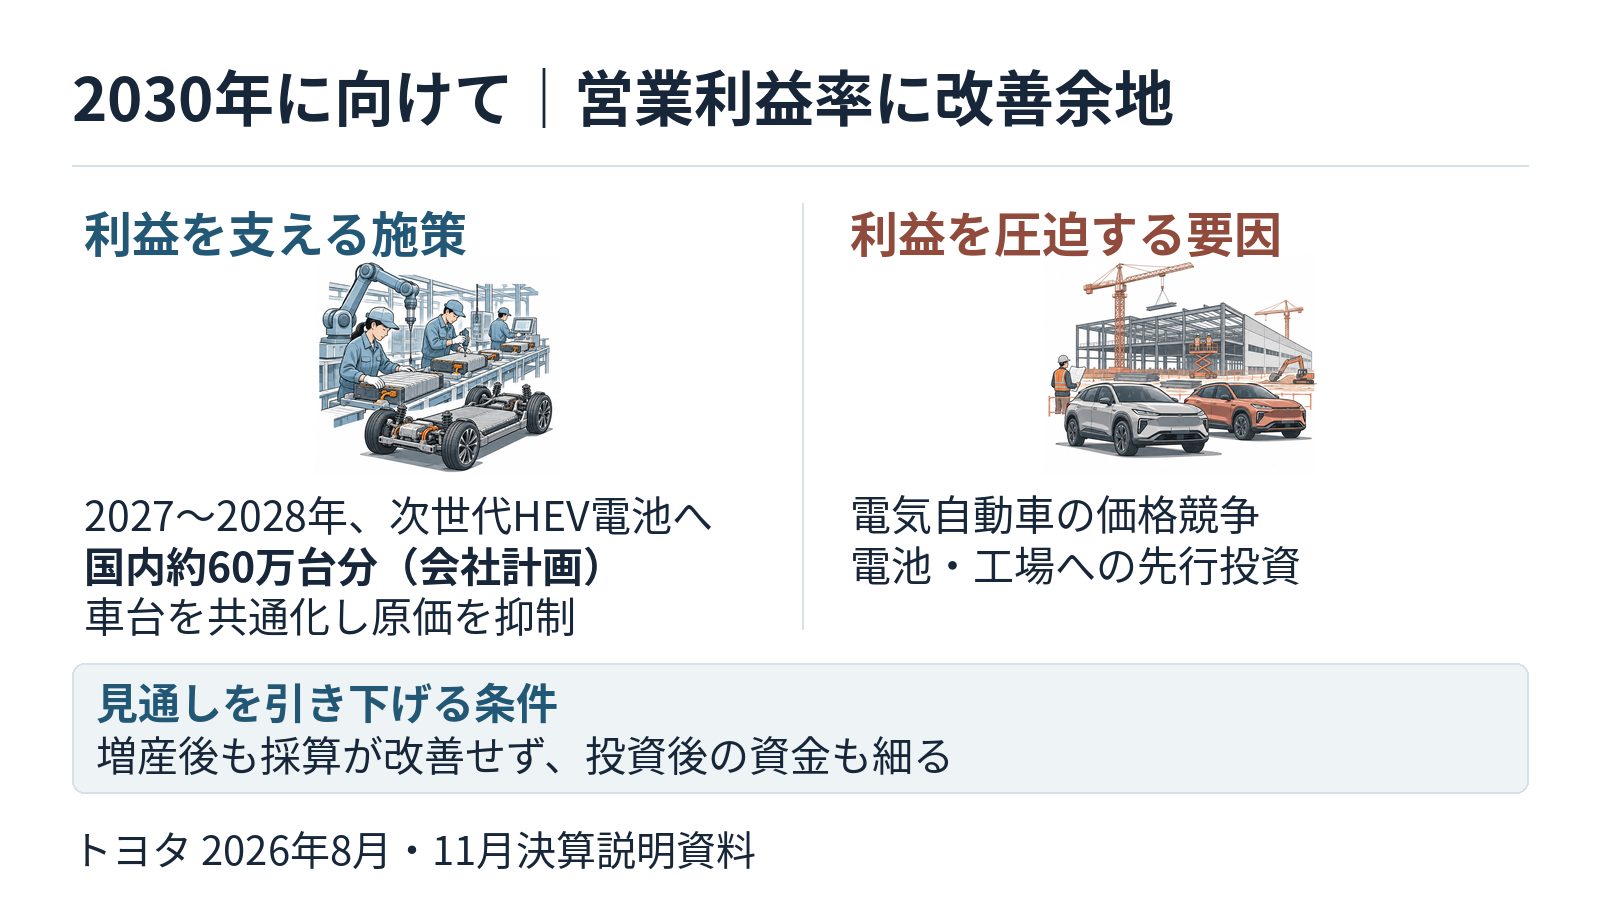 2030年に向けて｜営業利益率に改善余地
利益を支える施策
2027〜2028年、次世代HEV電池へ
国内約60万台分（会社計画）
車台を共通化し原価を抑制
利益を圧迫する要因
電気自動車の価格競争
電池・工場への先行投資
見通しを引き下げる条件
増産後も採算が改善せず、投資後の資金も細る
トヨタ 2026年8月・11月決算説明資料